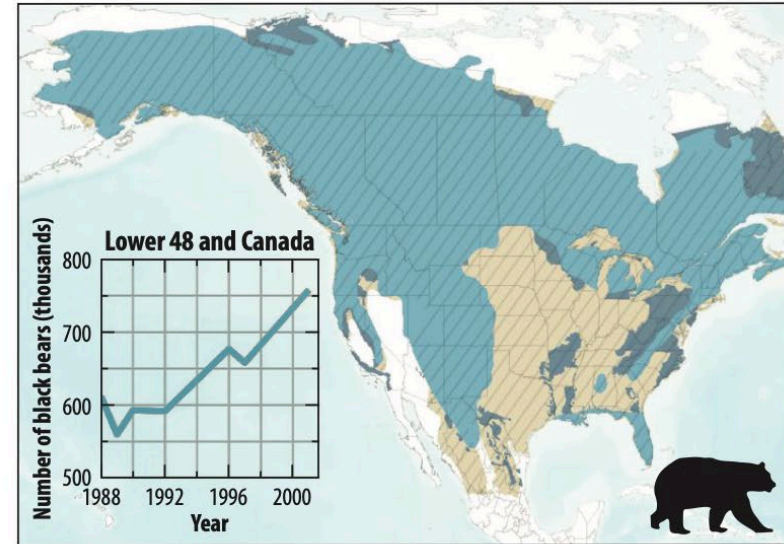 Lower 48 and Canada
Number of black bears (thousands)
800
700
600
500
1988
1992
1996
2000
Year